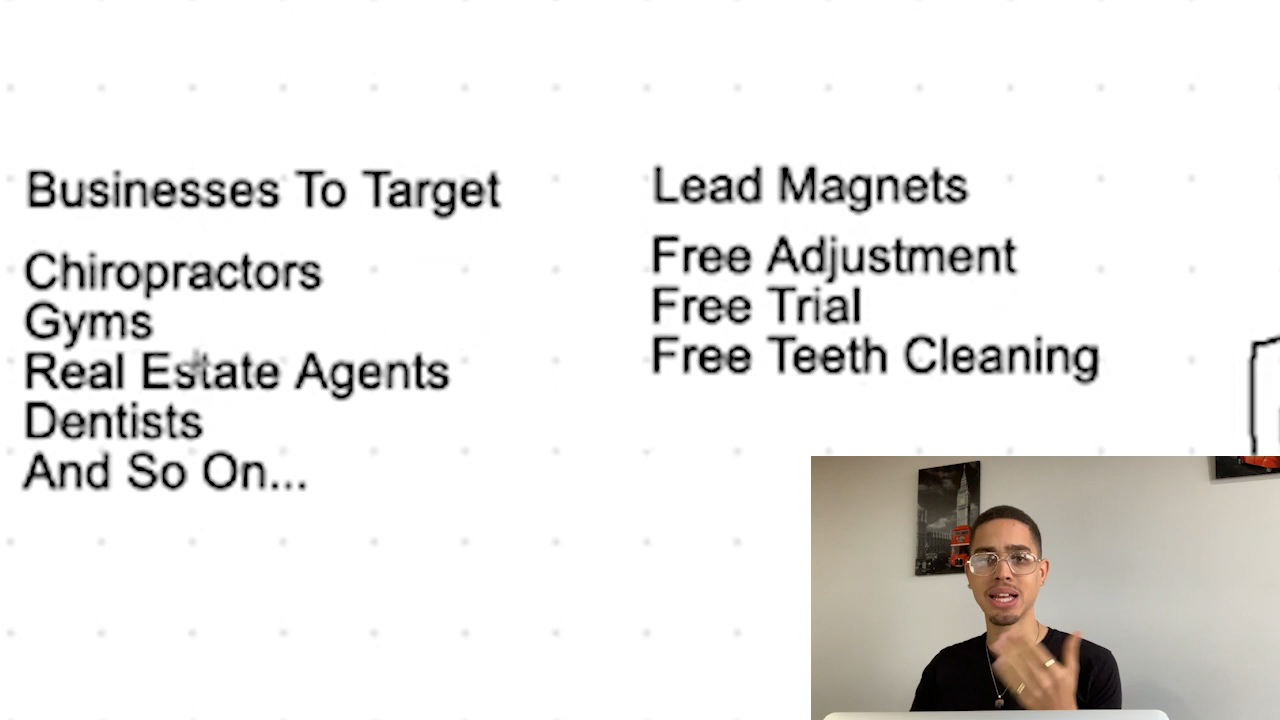 Businesses To Target
Chiropractors
Gyms
Real Estate Agents
Dentists
And So On...
Lead Magnets
Free Adjustment
Free Trial
Free Teeth Cleaning